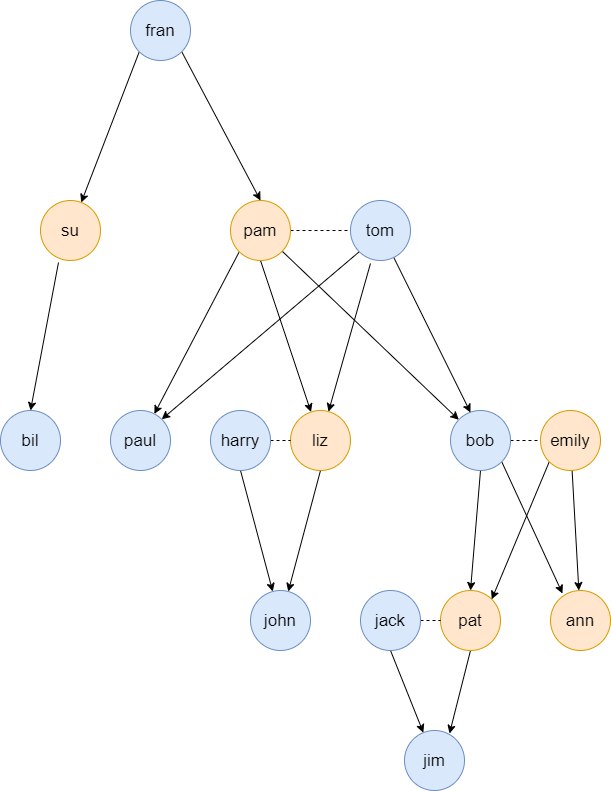 fran
su
pam
tom
bil
paul
harry
liz
bob
emily
john
jack
pat
ann
jim